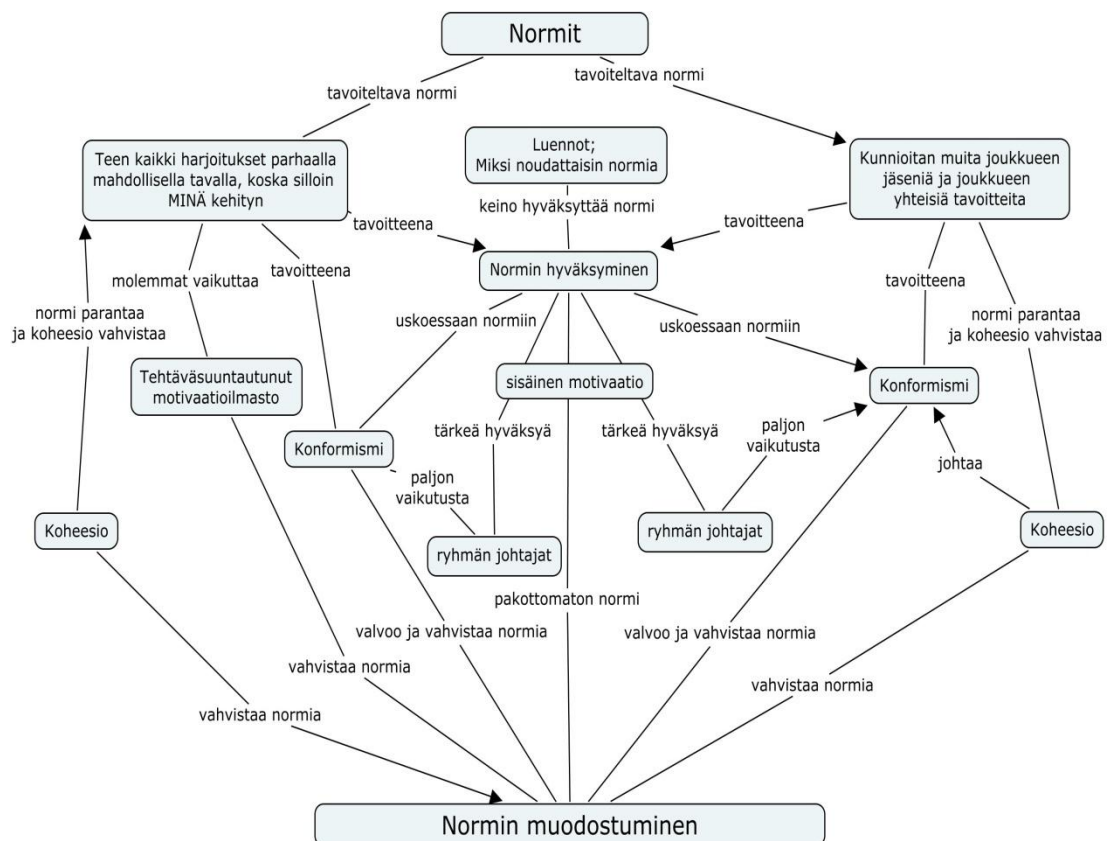 Normit
tavoiteltava normi
tavoiteltava normi
Teen kaikki harjoitukset parhaalla
mahdollisella tavalla, koska silloin
MINÄ kehityn
Luennot;
Miksi noudattaisin normia
Kunnioitan muita joukkueen
jäseniä ja joukkueen
yhteisiä tavoitteita
keino hyväksyttää normi
tavoitteena
tavoitteena
Normin hyväksyminen
molemmat vaikuttaa
tavoitteena
tavoitteena
normi parantaa
ja koheesio vahvistaa
uskoessaan normiin
uskoessaan normiin
normi parantaa
ja koheesio vahvistaa
Tehtäväsuuntautunut
motivaatioilmasto
sisäinen motivaatio
Konformismi
Konformismi
tärkeä hyväksyä
tärkeä hyväksyä
paljon
vaikutusta
paljon
vaikutusta
johtaa
Koheesio
ryhmän johtajat
ryhmän johtajat
Koheesio
pakottomaton normi
valvoo ja vahvistaa normia
valvoo ja vahvistaa normia
vahvistaa normia
vahvistaa normia
vahvistaa normia
Normin muodostuminen